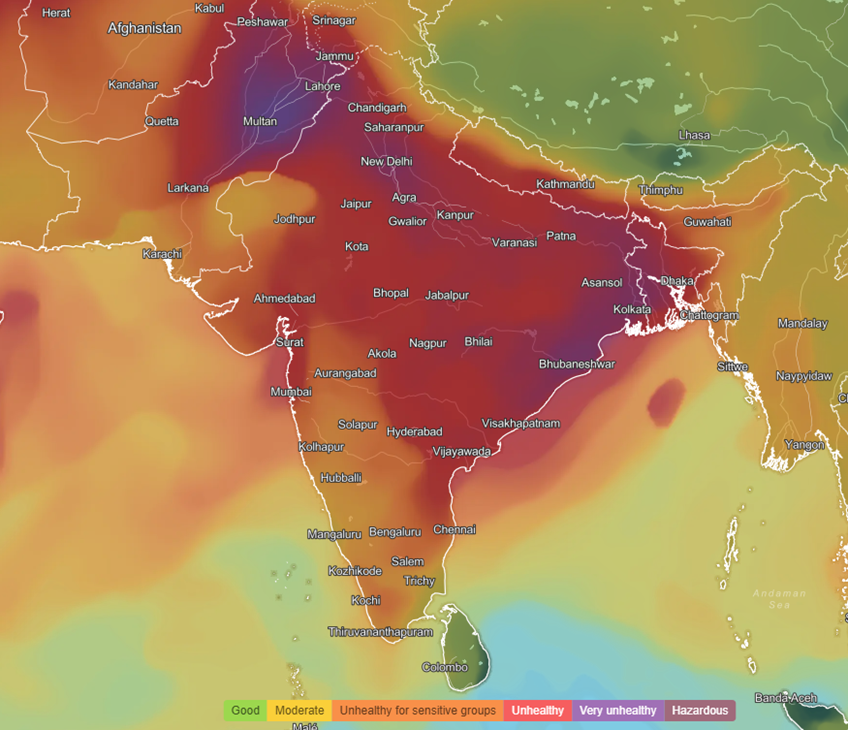 Herat
Kabul
Peshawar
Srinagar
Afghanistan
Jammu
Kandahar
Lahore
Chandigarh
Quetta
Multan
Saharanpur
Lhasa
New Delhi
Larkana
Kathmandu
Thimphu
Agra
Jaipur
Jodhpur
Gwalior
Kanpur
Guwahati
Varanasi
Patna
Kota
Karachi
Asansol
Dhaka
Ahmedabad
Bhopal
Jabalpur
Kolkata
Chattogram
Mandalay
Surat
Nagpur
Bhilai
Akola
Bhubaneshwar
Sittwe
Aurangabad
Naypyidaw
Mumbai
Solapur
Hyderabad
Visakhapatnam
Kolhapur
Vijayawada
Yangon
Hubballi
Mangaluru
Bengaluru
Chennai
Salem
Kozhikode
Trichy
Kochi
Andaman
Sea
Thiruvananthapuram
Colombo
Banda Aceh
Good Moderate Unhealthy for sensitive groups Unhealthy Very unhealthy Hazardous